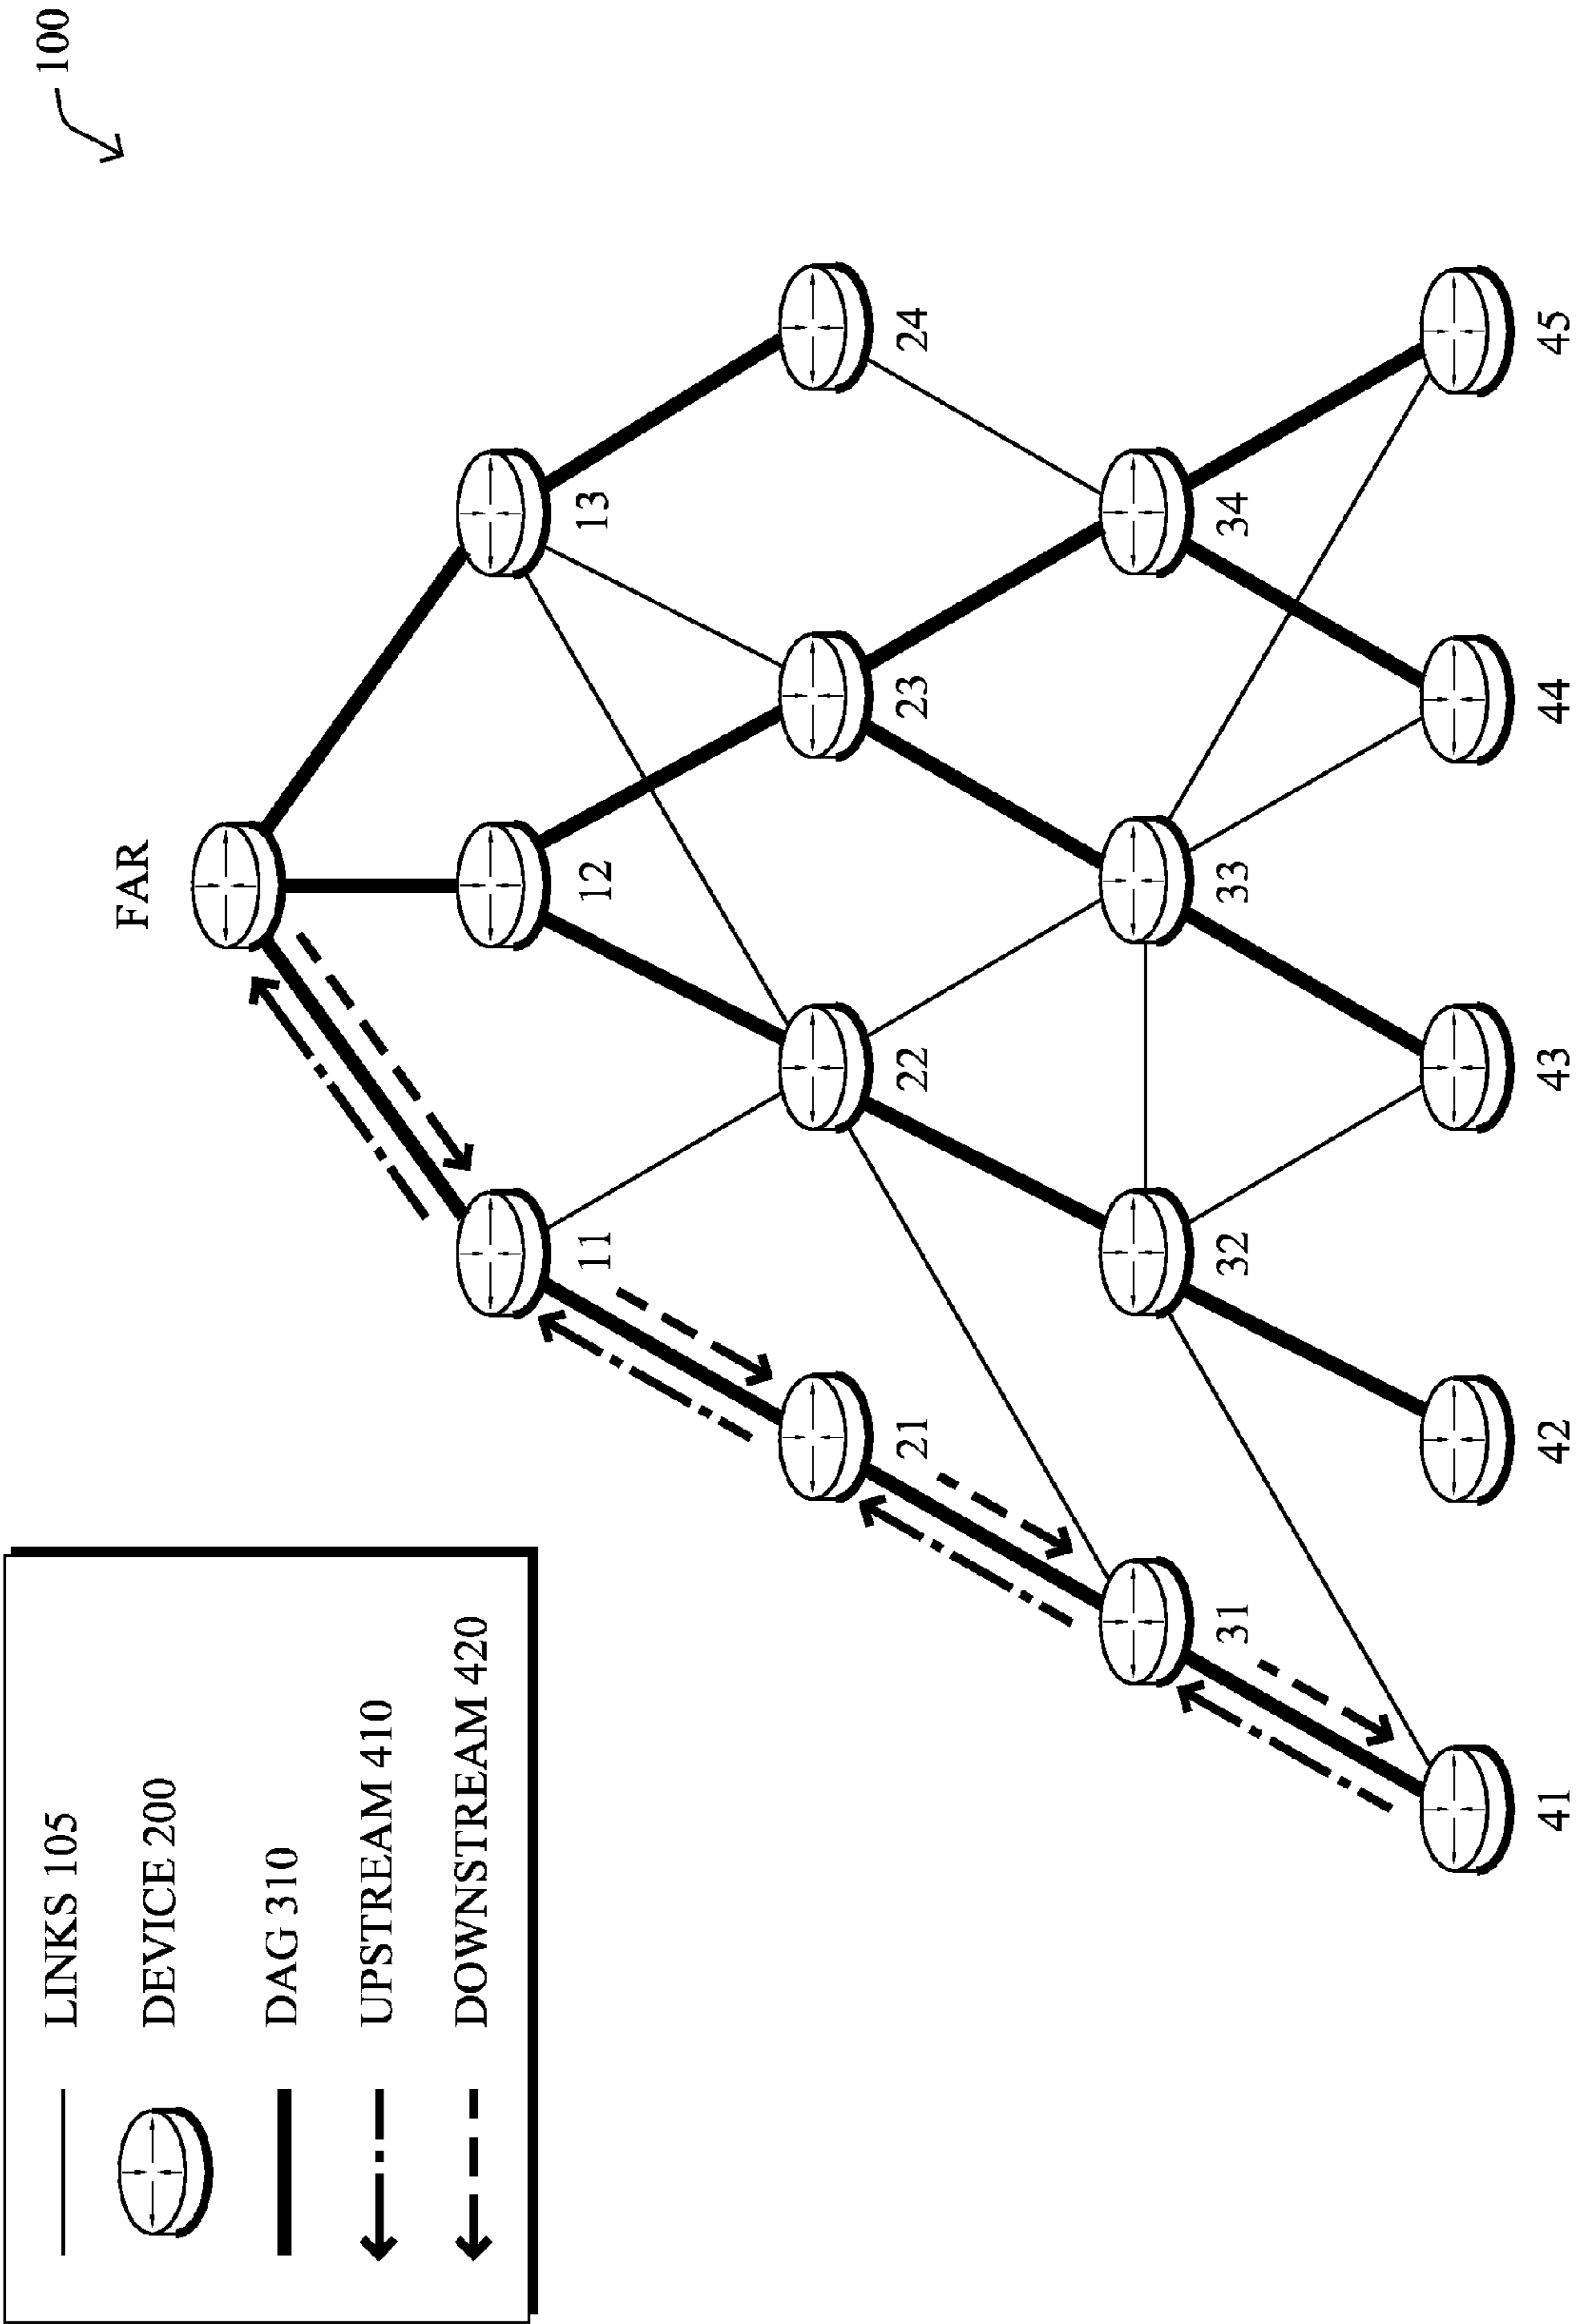 100
LINKS 105
DEVICE 200
DAG 310
UPSTREAM 410
DOWNSTREAM 420
FAR
11
12
13
21
22
23
24
31
32
33
34
41
42
43
44
45